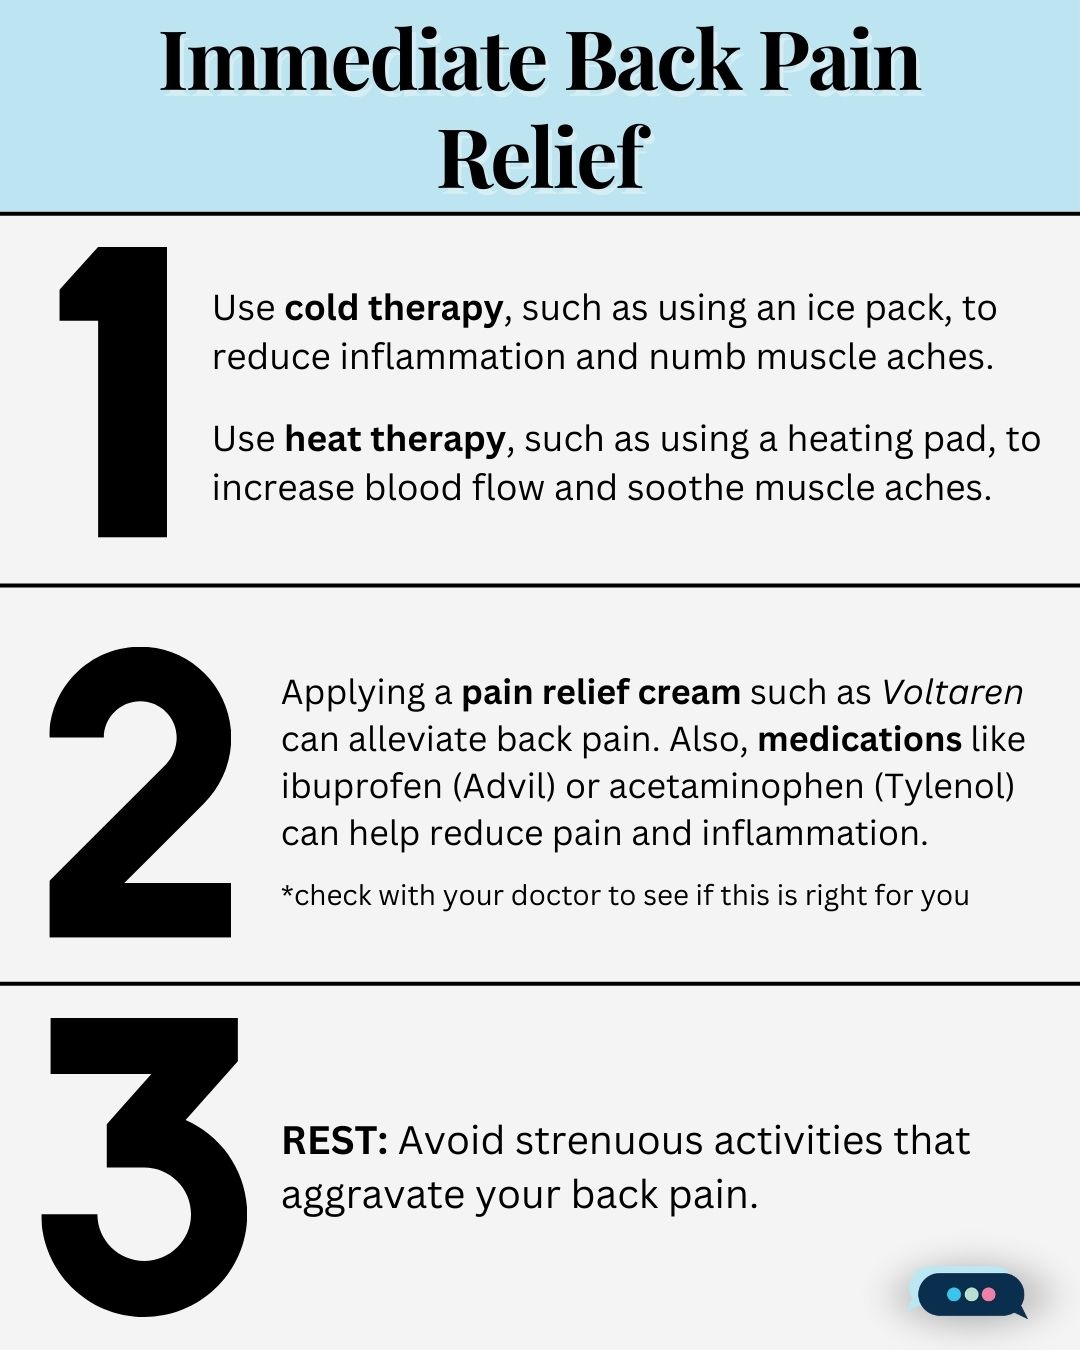 Immediate Back Pain
Relief
1
Use cold therapy, such as using an ice pack, to
reduce inflammation and numb muscle aches.
Use heat therapy, such as using a heating pad, to
increase blood flow and soothe muscle aches.
2
Applying a pain relief cream such as Voltaren
can alleviate back pain. Also, medications like
ibuprofen (Advil) or acetaminophen (Tylenol)
can help reduce pain and inflammation.
*check with your doctor to see if this is right for you
3
REST: Avoid strenuous activities that
aggravate your back pain.